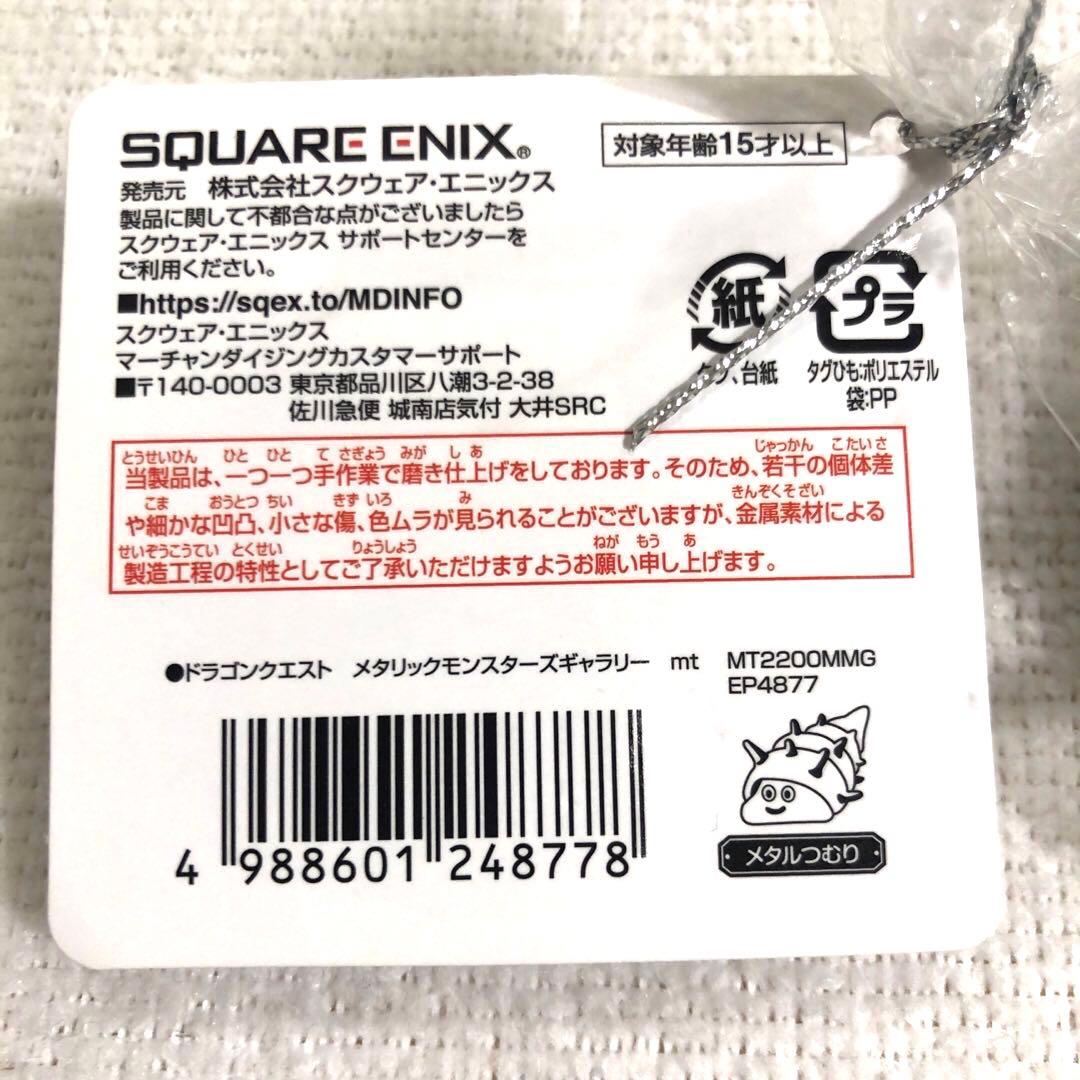 SQUARE ENIX®
対象年齢15才以上
発売元 株式会社スクウェア・エニックス
製品に関して不都合な点がございましたら
スクウェア・エニックス サポートセンターを
ご利用ください。
■https://sqex.to/MDINFO
スクウェア・エニックス
マーチャンダイジングカスタマーサポート
■〒140-0003 東京都品川区八潮3-2-38
佐川急便 城南店気付 大井SRC
紙
、台紙
プラ
タグひも:ポリエステル
袋:PP
とうせいひん ひと ひと て さぎょう みが し あ じゃっかん こたいさ
当製品は、一つ一つ手作業で磨き仕上げをしております。そのため、若干の個体差
こま おうとつ ちい きず いろ み きんぞくそざい
や細かな凹凸、小さな傷、色ムラが見られることがございますが、金属素材による
せいぞうこうてい とくせい りょうしょう ねが もう あ
製造工程の特性としてご了承いただけますようお願い申し上げます。
●ドラゴンクエスト メタリックモンスターズギャラリー mt MT2200MMG
EP4877
4 988601 248778
メタルつむり